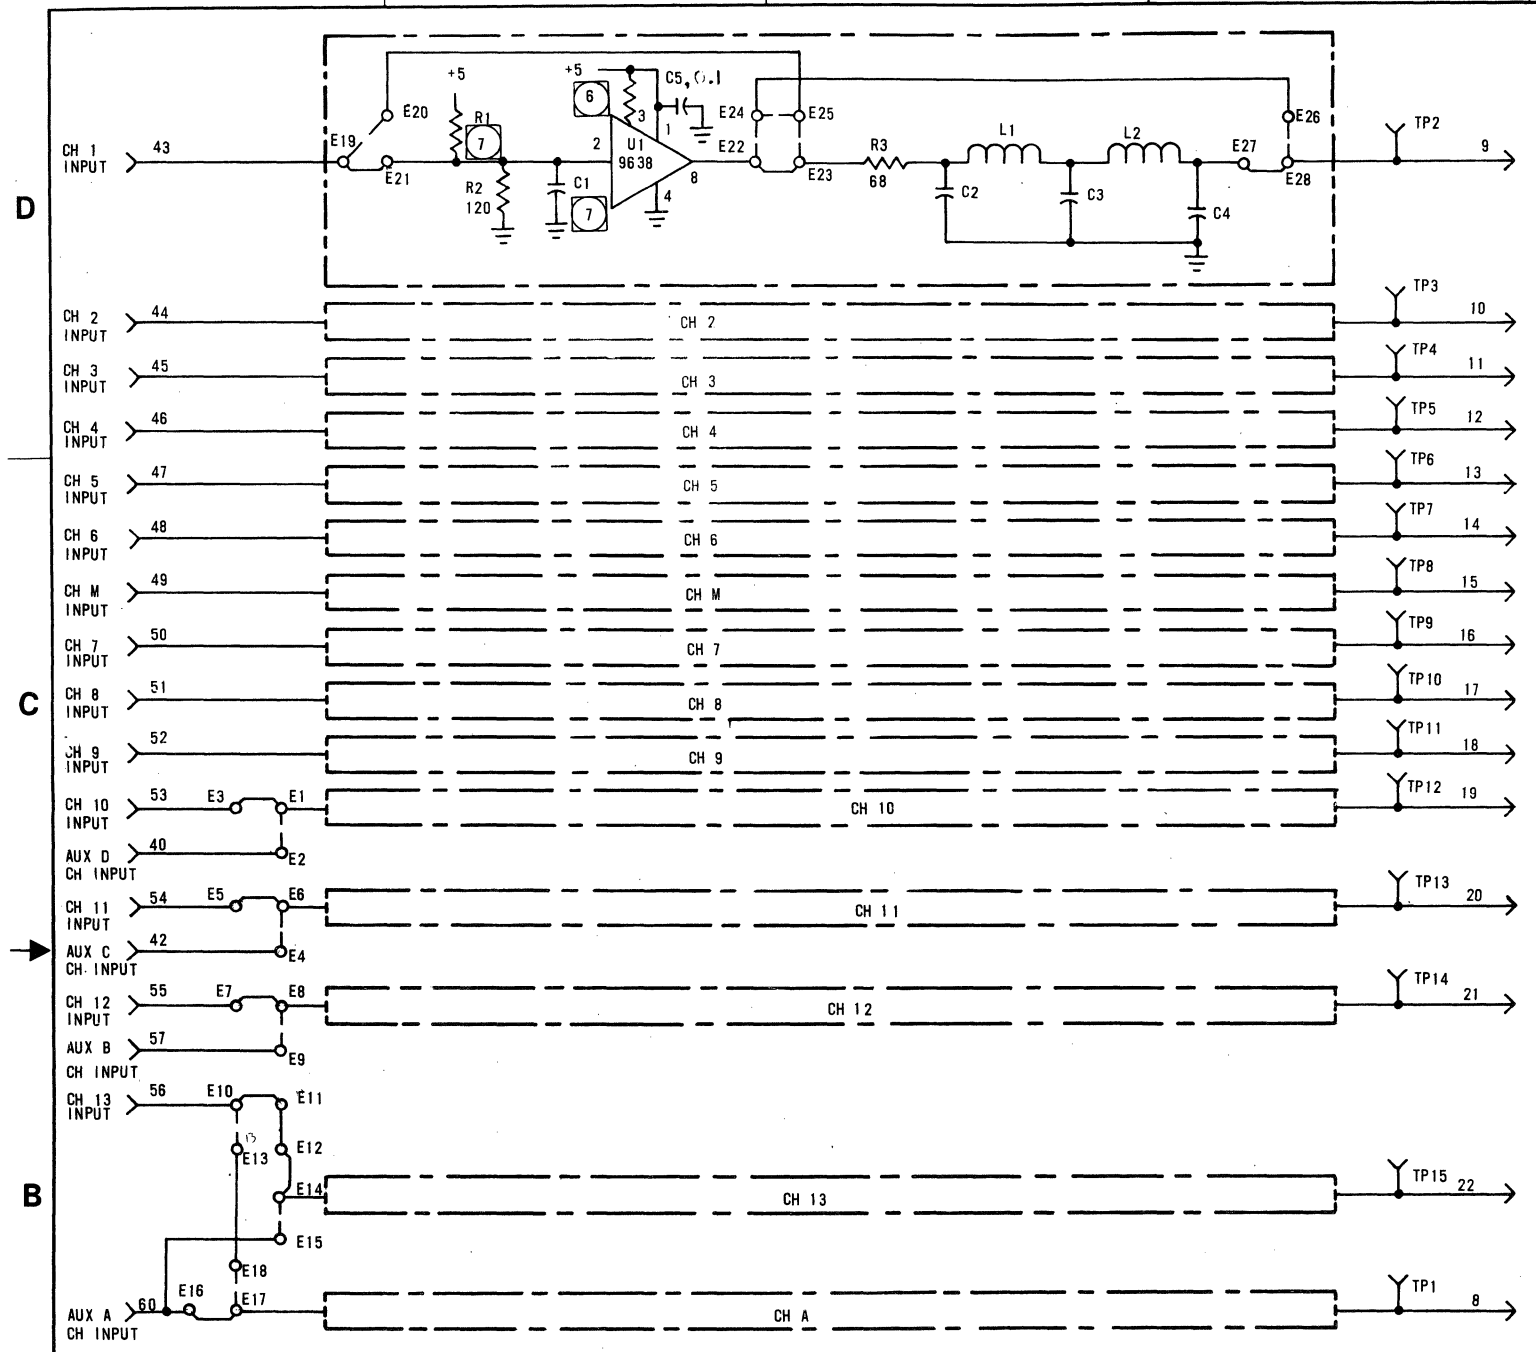 +5
+5
C5, 0.1
6
E20
R1
7
3
1
E24
E25
E26
L1
L2
TP2
CH 1
INPUT
43
E19
E21
2
U1
9638
8
E22
E23
R3
68
E27
E28
9
D
R2
120
C1
7
4
C2
C3
C4
CH 2
INPUT
44
CH 2
TP3
10
CH 3
INPUT
45
CH 3
TP4
11
CH 4
INPUT
46
CH 4
TP5
12
CH 5
INPUT
47
CH 5
TP6
13
CH 6
INPUT
48
CH 6
TP7
14
CH M
INPUT
49
CH M
TP8
15
CH 7
INPUT
50
CH 7
TP9
16
C
CH 8
INPUT
51
CH 8
TP10
17
CH 9
INPUT
52
CH 9
TP11
18
CH 10
INPUT
53
E3
E1
CH 10
TP12
19
AUX D
CH INPUT
40
E2
CH 11
INPUT
54
E5
E6
CH 11
TP13
20
AUX C
CH. INPUT
42
E4
CH 12
INPUT
55
E7
E8
CH 12
TP14
21
AUX B
CH INPUT
57
E9
CH 13
INPUT
56
E10
E11
13
E13
E12
B
E14
CH 13
TP15
22
E15
E18
E16
E17
AUX A
CH INPUT
60
CH A
TP1
8